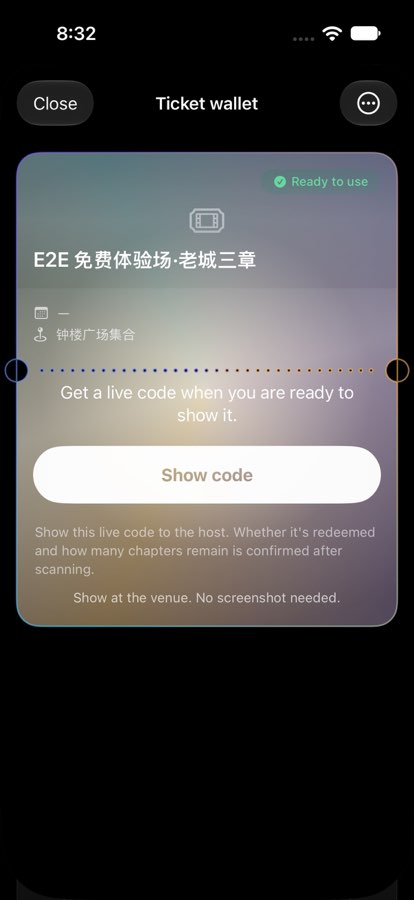 8:32
Close
Ticket wallet
Ready to use
E2E 免费体验场·老城三章
—
钟楼广场集合
Get a live code when you are ready to
show it.
Show code
Show this live code to the host. Whether it's redeemed
and how many chapters remain is confirmed after
scanning.
Show at the venue. No screenshot needed.